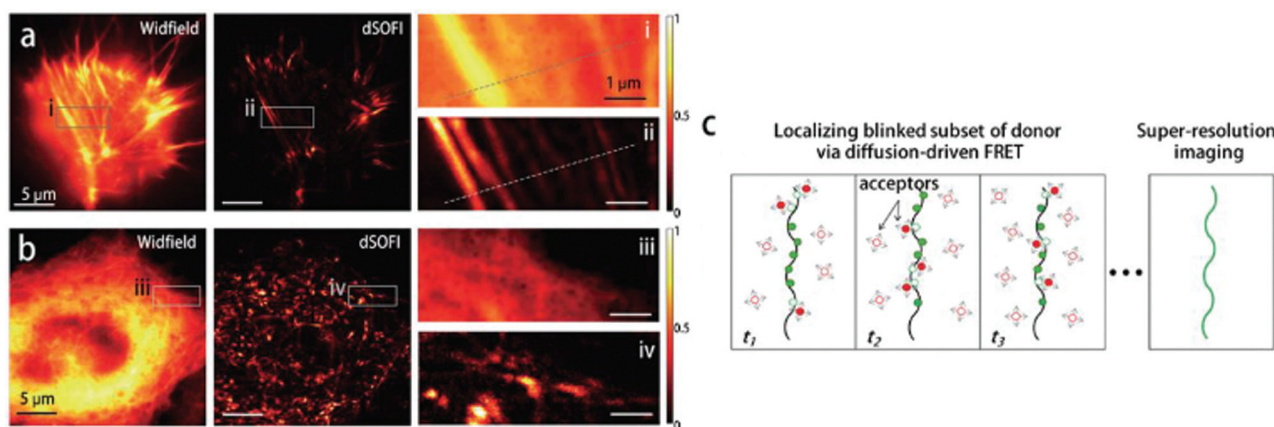 a
Widfield
i
5 µm
dSOFI
ii
i
1 µm
ii
1
0.5
0
b
Widfield
iii
5 µm
dSOFI
iv
iii
iv
1
0.5
0
c
Localizing blinked subset of donor
via diffusion-driven FRET
acceptors
t1
t2
t3
Super-resolution
imaging